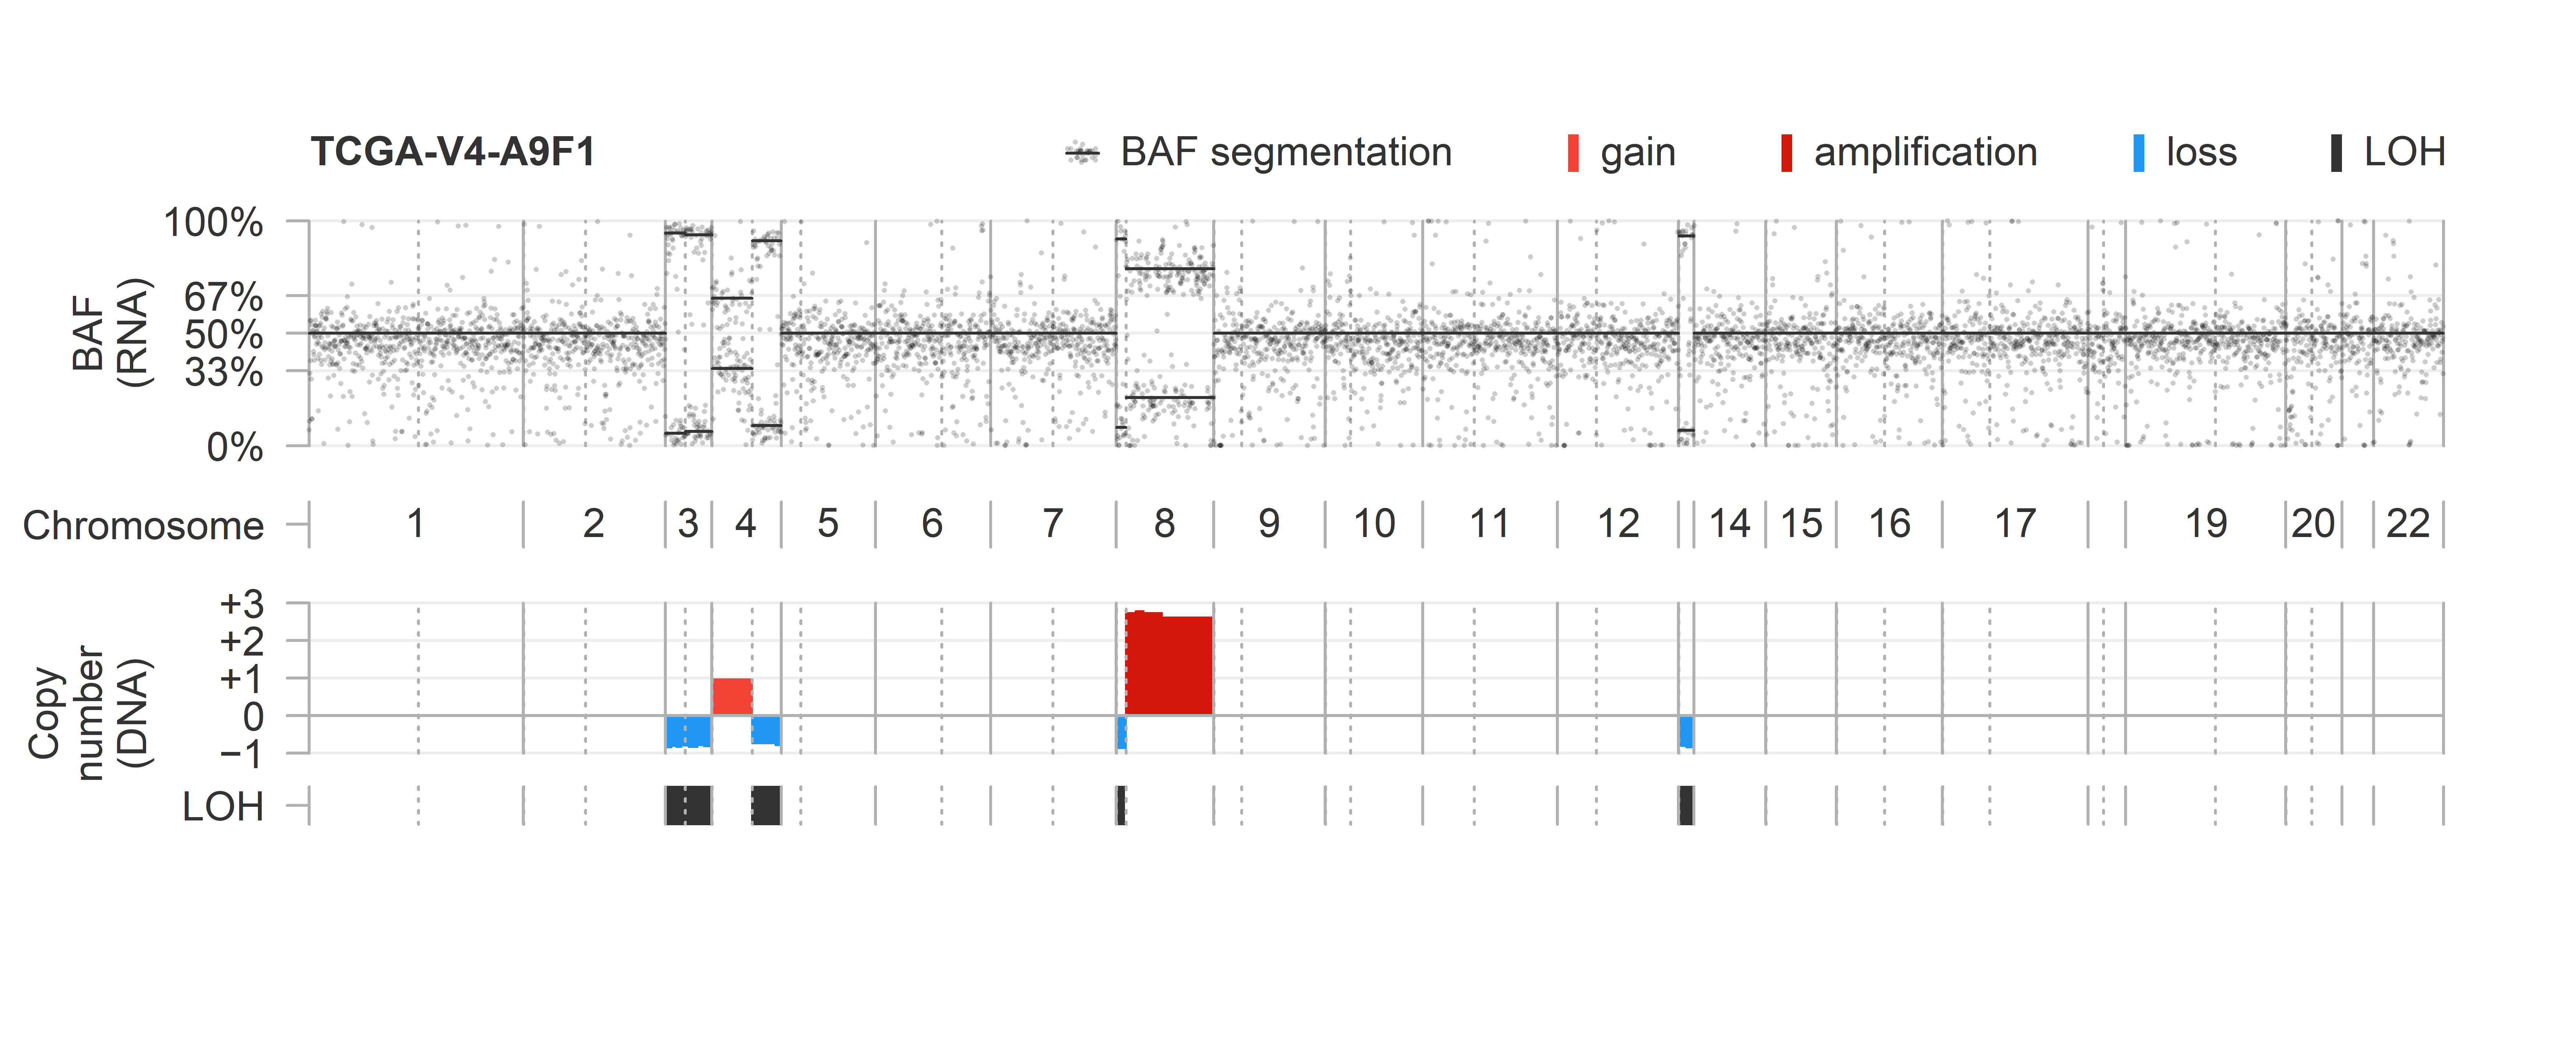 TCGA-V4-A9F1
BAF segmentation
gain
amplification
loss
LOH
BAF
(RNA)
100%
67%
50%
33%
0%
Chromosome
1 2 3 4 5 6 7 8 9 10 11 12 14 15 16 17 19 20 22
Copy
number
(DNA)
+3
+2
+1
0
−1
LOH